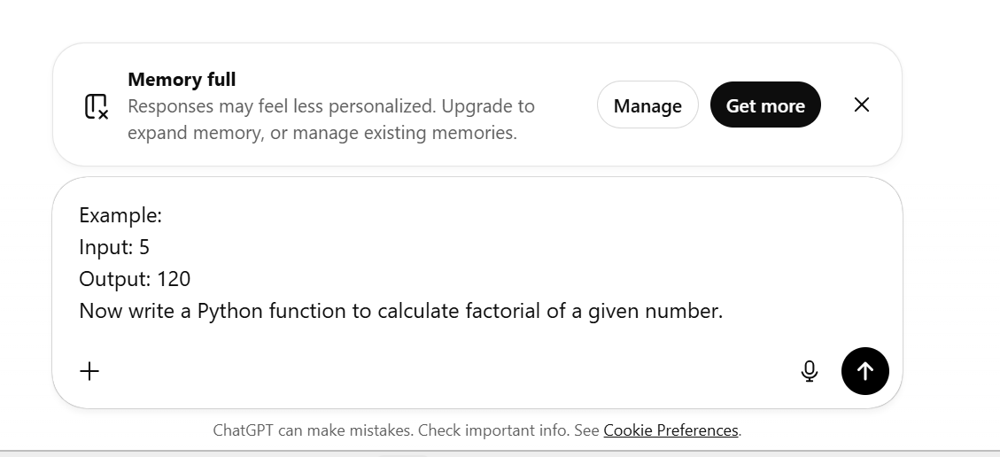 Memory full
Responses may feel less personalized. Upgrade to
expand memory, or manage existing memories.
Manage
Get more
Example:
Input: 5
Output: 120
Now write a Python function to calculate factorial of a given number.
ChatGPT can make mistakes. Check important info. See Cookie Preferences.